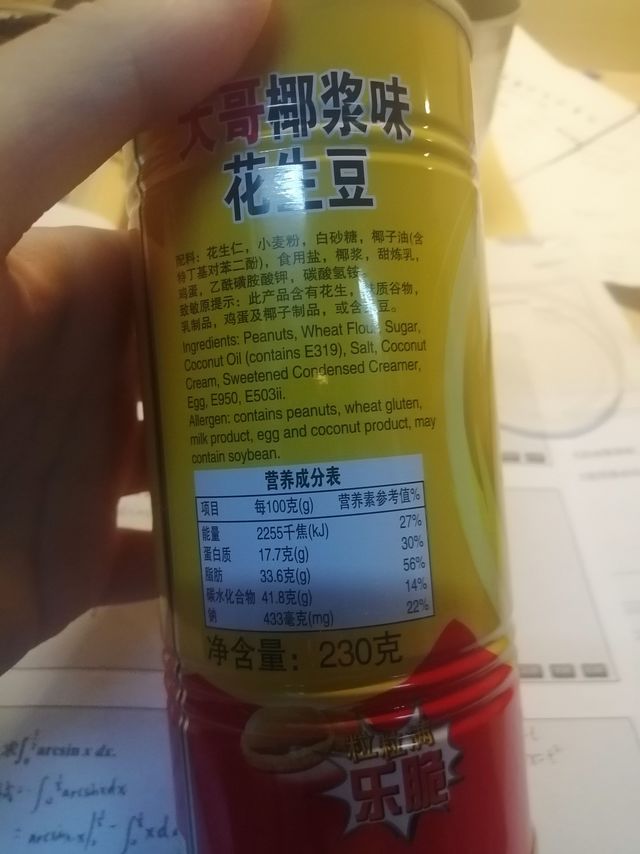 大哥椰浆味
花生豆
配料：花生仁，小麦粉，白砂糖，椰子油(含
特丁基对苯二酚)，食用盐，椰浆，甜炼乳，
鸡蛋，乙酰磺胺酸钾，碳酸氢铵。
致敏原提示：此产品含有花生，麸质谷物，
乳制品，鸡蛋及椰子制品，或含大豆。
Ingredients: Peanuts, Wheat Flour, Sugar,
Coconut Oil (contains E319), Salt, Coconut
Cream, Sweetened Condensed Creamer,
Egg, E950, E503ii.
Allergen: contains peanuts, wheat gluten,
milk product, egg and coconut product, may
contain soybean.
营养成分表
项目 每100克(g) 营养素参考值%
能量 2255千焦(kJ) 27%
蛋白质 17.7克(g) 30%
脂肪 33.6克(g) 56%
碳水化合物 41.8克(g) 14%
钠 433毫克(mg) 22%
净含量：230克
粒粒满
乐脆
arcsin x dx.